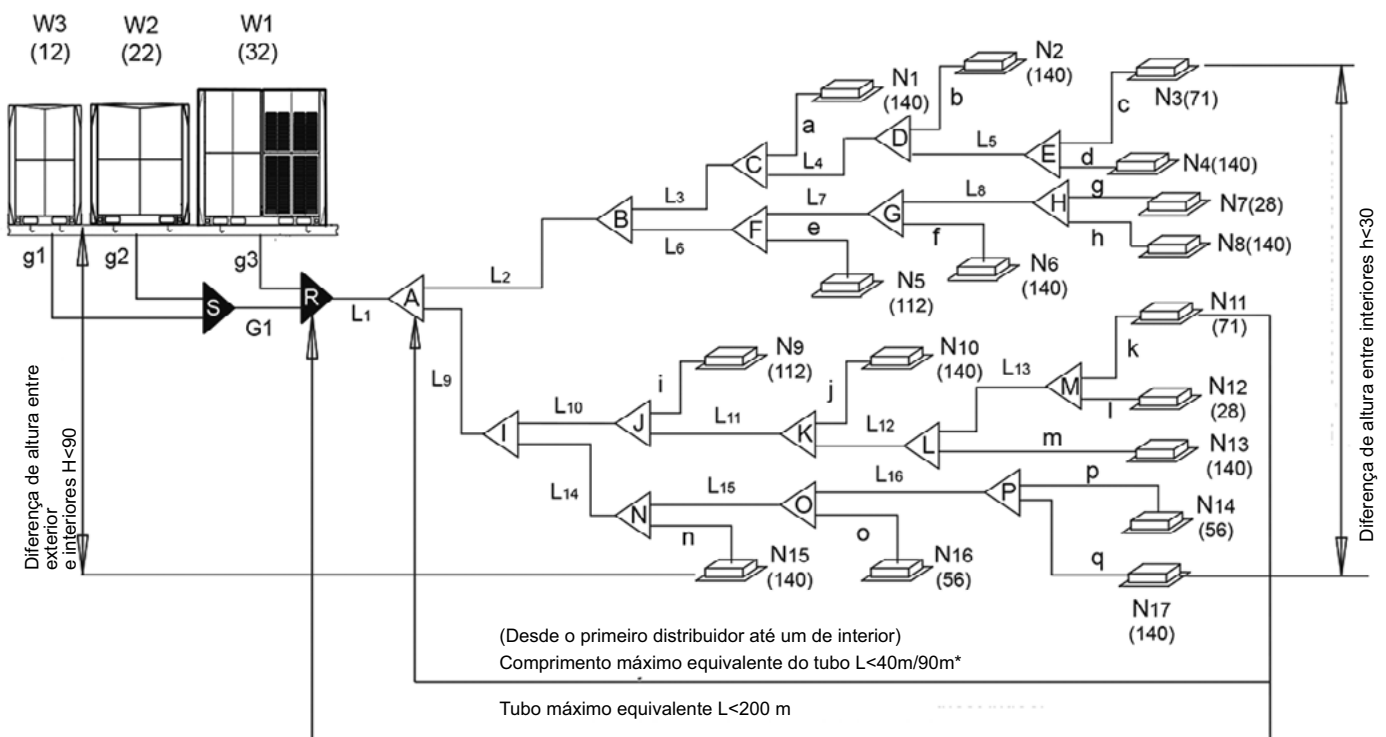 W3 W2 W1
(12) (22) (32)
g1 g2 g3
S
G1
R
L1
A
L2
B
L3
C
a
N1
(140)
L4
D
b
N2
(140)
L5
E
c
N3(71)
d
N4(140)
L6
F
e
N5
(112)
L7
G
f
N6
(140)
L8
H
g
N7(28)
h
N8(140)
L9
I
L10
J
i
N9
(112)
L11
K
j
N10
(140)
L12
L
L13
M
k
N11
(71)
l
N12
(28)
m
N13
(140)
L14
N
n
N15
(140)
L15
O
o
N16
(56)
L16
P
p
N14
(56)
q
N17
(140)
Diferença de altura entre
exterior
e interiores H<90
Diferença de altura entre interiores h<30
(Desde o primeiro distribuidor até um de interior)
Comprimento máximo equivalente do tubo L<40m/90m*
Tubo máximo equivalente L<200 m